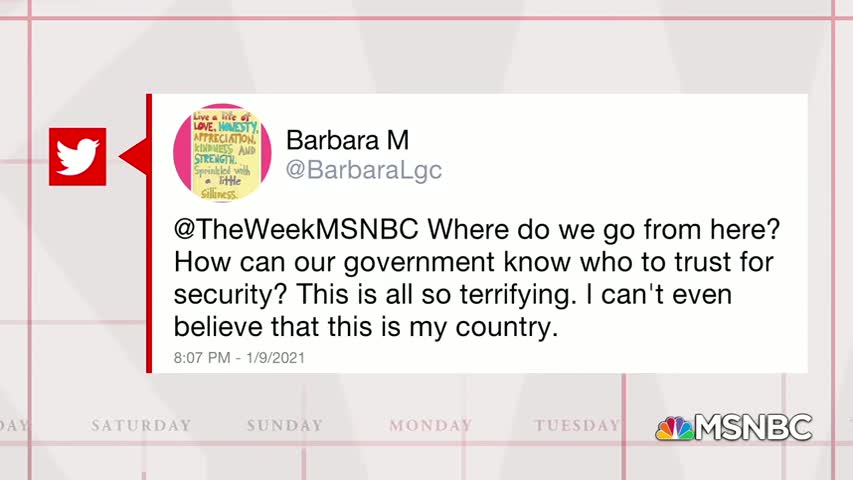 Live a life of
LOVE, HONESTY,
APPRECIATION,
KINDNESS AND
STRENGTH.
Sprinkled with
a little
silliness.
Barbara M
@BarbaraLgc
@TheWeekMSNBC Where do we go from here?
How can our government know who to trust for
security? This is all so terrifying. I can't even
believe that this is my country.
8:07 PM - 1/9/2021
DAY SATURDAY SUNDAY MONDAY TUESDAY
MSNBC